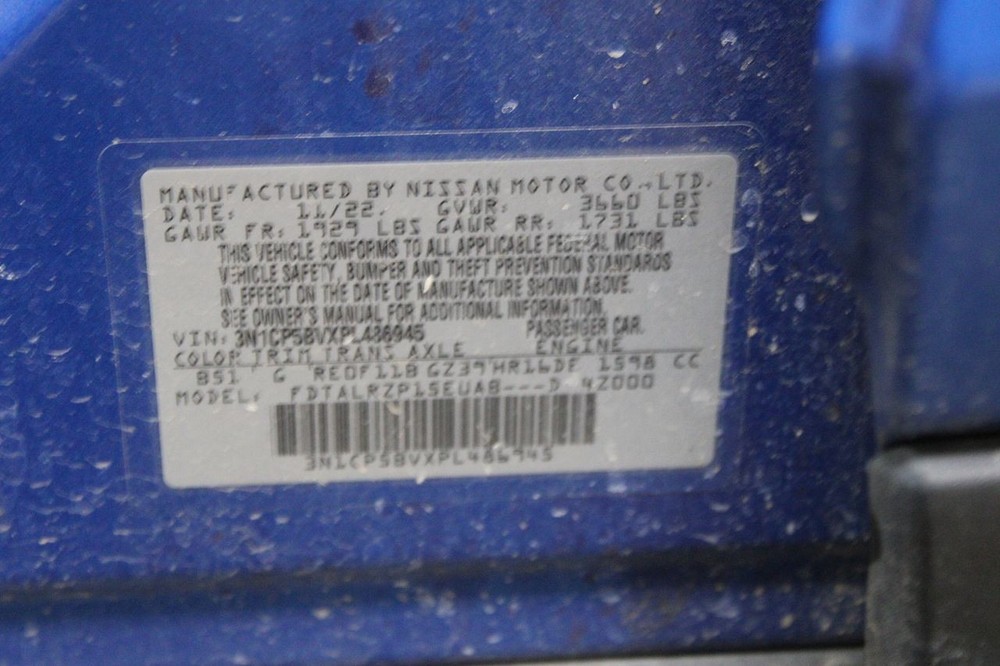 MANUFACTURED BY NISSAN MOTOR CO.,LTD.
DATE: 11/22. GVWR: 3660 LBS
GAWR FR: 1929 LBS GAWR RR: 1731 LBS
THIS VEHICLE CONFORMS TO ALL APPLICABLE FEDERAL MOTOR
VEHICLE SAFETY, BUMPER AND THEFT PREVENTION STANDARDS
IN EFFECT ON THE DATE OF MANUFACTURE SHOWN ABOVE.
SEE OWNER'S MANUAL FOR ADDITIONAL INFORMATION.
VIN: 3N1CP5BVXPL486945 PASSENGER CAR.
COLOR TRIM TRANS AXLE ENGINE
B51 G RE0F11B GZ39 HR16DE 1598 CC
MODEL: FDTALRZP15EUAB---D 4Z000
3N1CP5BVXPL486945